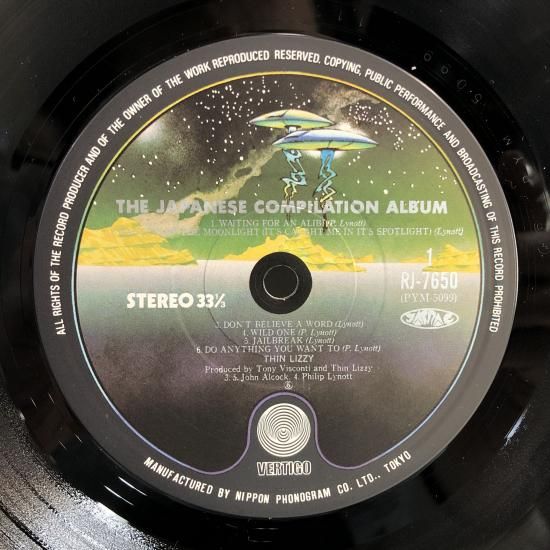 ALL RIGHTS OF THE RECORD PRODUCER AND OF THE OWNER OF THE WORK REPRODUCED RESERVED. COPYING, PUBLIC PERFORMANCE AND BROADCASTING OF THIS RECORD PROHIBITED
THE JAPANESE COMPILATION ALBUM
1. WAITING FOR AN ALIBI (P. Lynott)
THE MOONLIGHT (IT'S CAUGHT ME IN IT'S SPOTLIGHT) (Lynott)
1
RJ-7650
(PYM-5099)
STEREO 33⅓
3. DON'T BELIEVE A WORD (Lynott)
4. WILD ONE (P. Lynott)
5. JAILBREAK (Lynott)
6. DO ANYTHING YOU WANT TO (P. Lynott)
THIN LIZZY
Produced by Tony Visconti and Thin Lizzy
3. 5. John Alcock, 4. Philip Lynott
VERTIGO
MANUFACTURED BY NIPPON PHONOGRAM CO. LTD., TOKYO